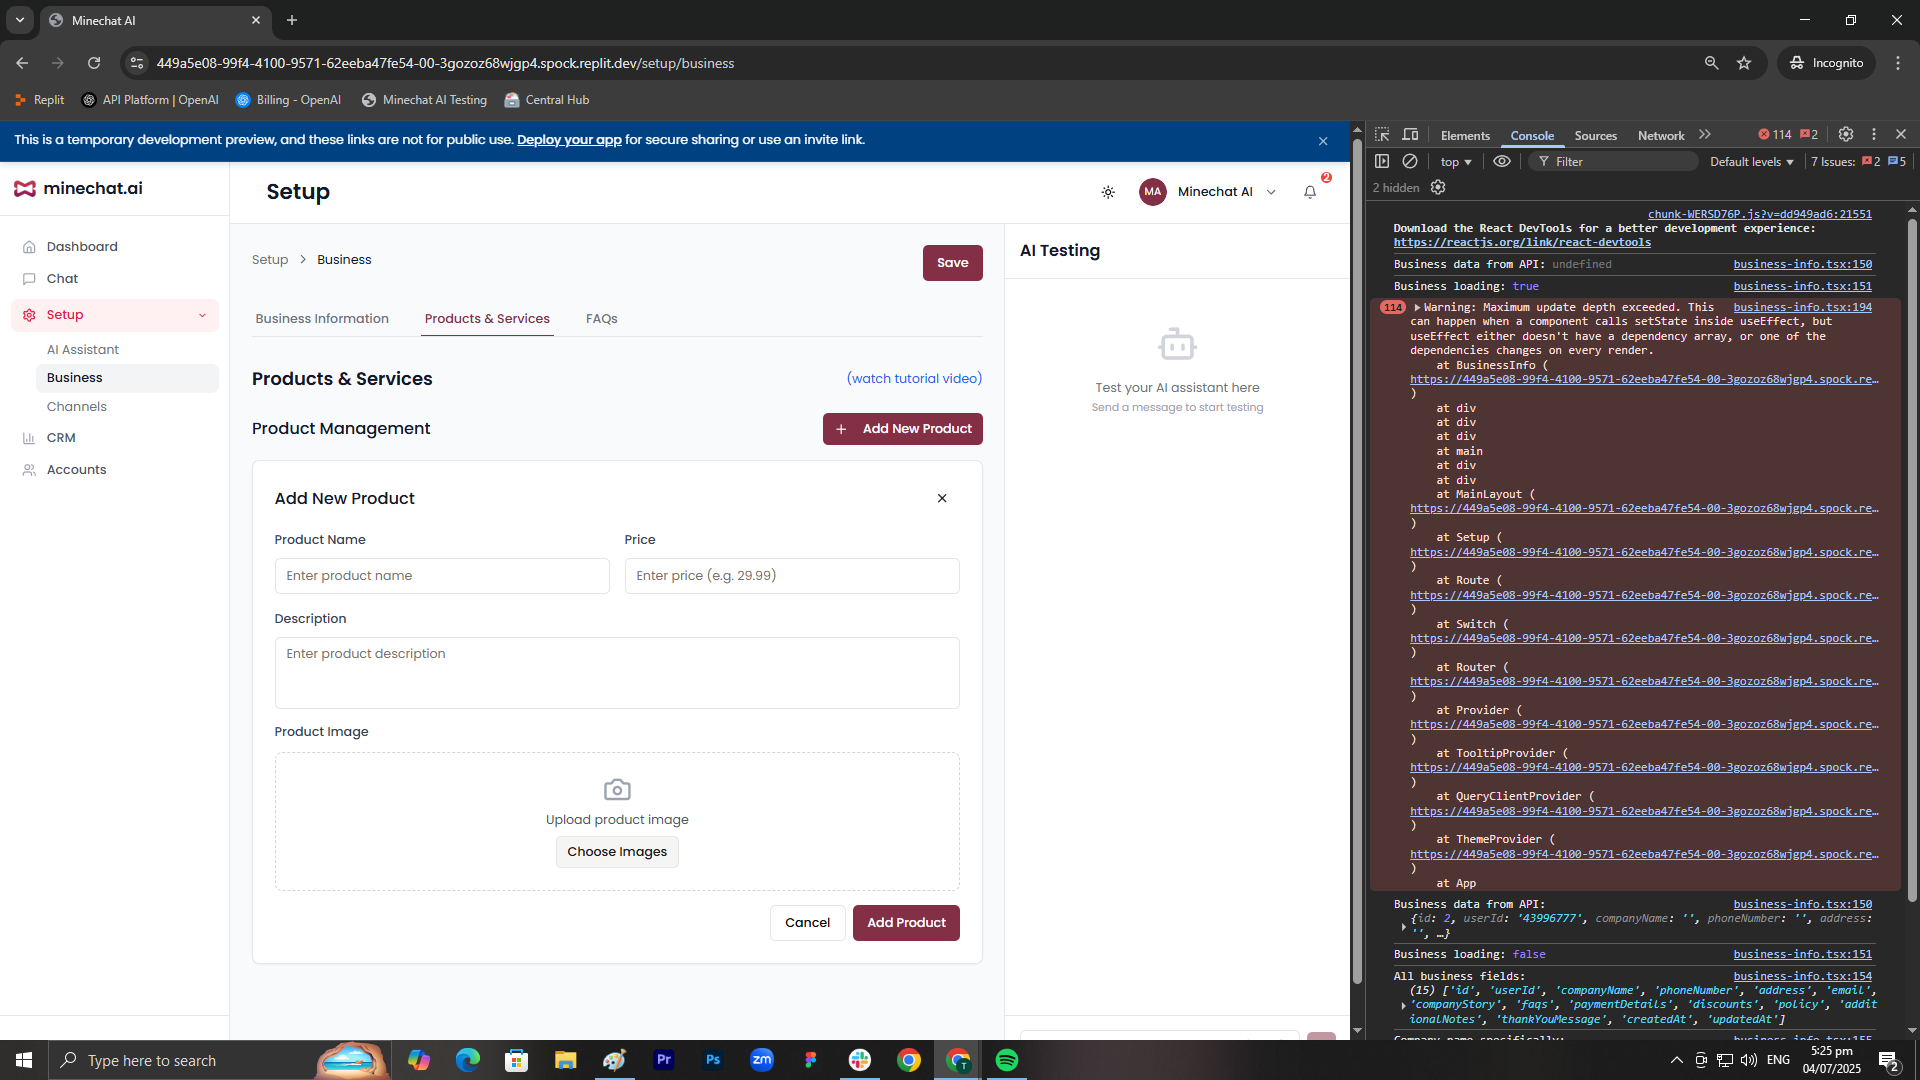 Minechat AI
449a5e08-99f4-4100-9571-62eeba47fe54-00-3gozoz68wjgp4.spock.replit.dev/setup/business
Incognito
Replit
API Platform | OpenAI
Billing - OpenAI
Minechat AI Testing
Central Hub
This is a temporary development preview, and these links are not for public use. Deploy your app for secure sharing or use an invite link.
minechat.ai
Dashboard
Chat
Setup
AI Assistant
Business
Channels
CRM
Accounts
Setup
MA
Minechat AI
2
Setup > Business
Save
Business Information
Products & Services
FAQs
Products & Services
(watch tutorial video)
Product Management
+ Add New Product
Add New Product
Product Name
Price
Enter product name
Enter price (e.g. 29.99)
Description
Enter product description
Product Image
Upload product image
Choose Images
Cancel
Add Product
AI Testing
Test your AI assistant here
Send a message to start testing
Elements
Console
Sources
Network
114
2
top
Filter
Default levels
7 Issues:
2
5
2 hidden
chunk-WERSD76P.js?v=dd949ad6:21551
Download the React DevTools for a better development experience:
https://reactjs.org/link/react-devtools
Business data from API: undefined business-info.tsx:150
Business loading: true business-info.tsx:151
114 Warning: Maximum update depth exceeded. This business-info.tsx:194
can happen when a component calls setState inside useEffect, but
useEffect either doesn't have a dependency array, or one of the
dependencies changes on every render.
at BusinessInfo (
https://449a5e08-99f4-4100-9571-62eeba47fe54-00-3gozoz68wjgp4.spock.re…
)
at div
at div
at div
at main
at div
at div
at MainLayout (
https://449a5e08-99f4-4100-9571-62eeba47fe54-00-3gozoz68wjgp4.spock.re…
)
at Setup (
https://449a5e08-99f4-4100-9571-62eeba47fe54-00-3gozoz68wjgp4.spock.re…
)
at Route (
https://449a5e08-99f4-4100-9571-62eeba47fe54-00-3gozoz68wjgp4.spock.re…
)
at Switch (
https://449a5e08-99f4-4100-9571-62eeba47fe54-00-3gozoz68wjgp4.spock.re…
)
at Router (
https://449a5e08-99f4-4100-9571-62eeba47fe54-00-3gozoz68wjgp4.spock.re…
)
at Provider (
https://449a5e08-99f4-4100-9571-62eeba47fe54-00-3gozoz68wjgp4.spock.re…
)
at TooltipProvider (
https://449a5e08-99f4-4100-9571-62eeba47fe54-00-3gozoz68wjgp4.spock.re…
)
at QueryClientProvider (
https://449a5e08-99f4-4100-9571-62eeba47fe54-00-3gozoz68wjgp4.spock.re…
)
at ThemeProvider (
https://449a5e08-99f4-4100-9571-62eeba47fe54-00-3gozoz68wjgp4.spock.re…
)
at App
Business data from API: business-info.tsx:150
{id: 2, userId: '43996777', companyName: '', phoneNumber: '', address:
'', …}
Business loading: false business-info.tsx:151
All business fields: business-info.tsx:154
(15) ['id', 'userId', 'companyName', 'phoneNumber', 'address', 'email',
'companyStory', 'faqs', 'paymentDetails', 'discounts', 'policy', 'addit
ionalNotes', 'thankYouMessage', 'createdAt', 'updatedAt']
Company name specifically: business-info.tsx:155
Type here to search
Pr
Ps
zm
T
ENG
5:25 pm
04/07/2025
2